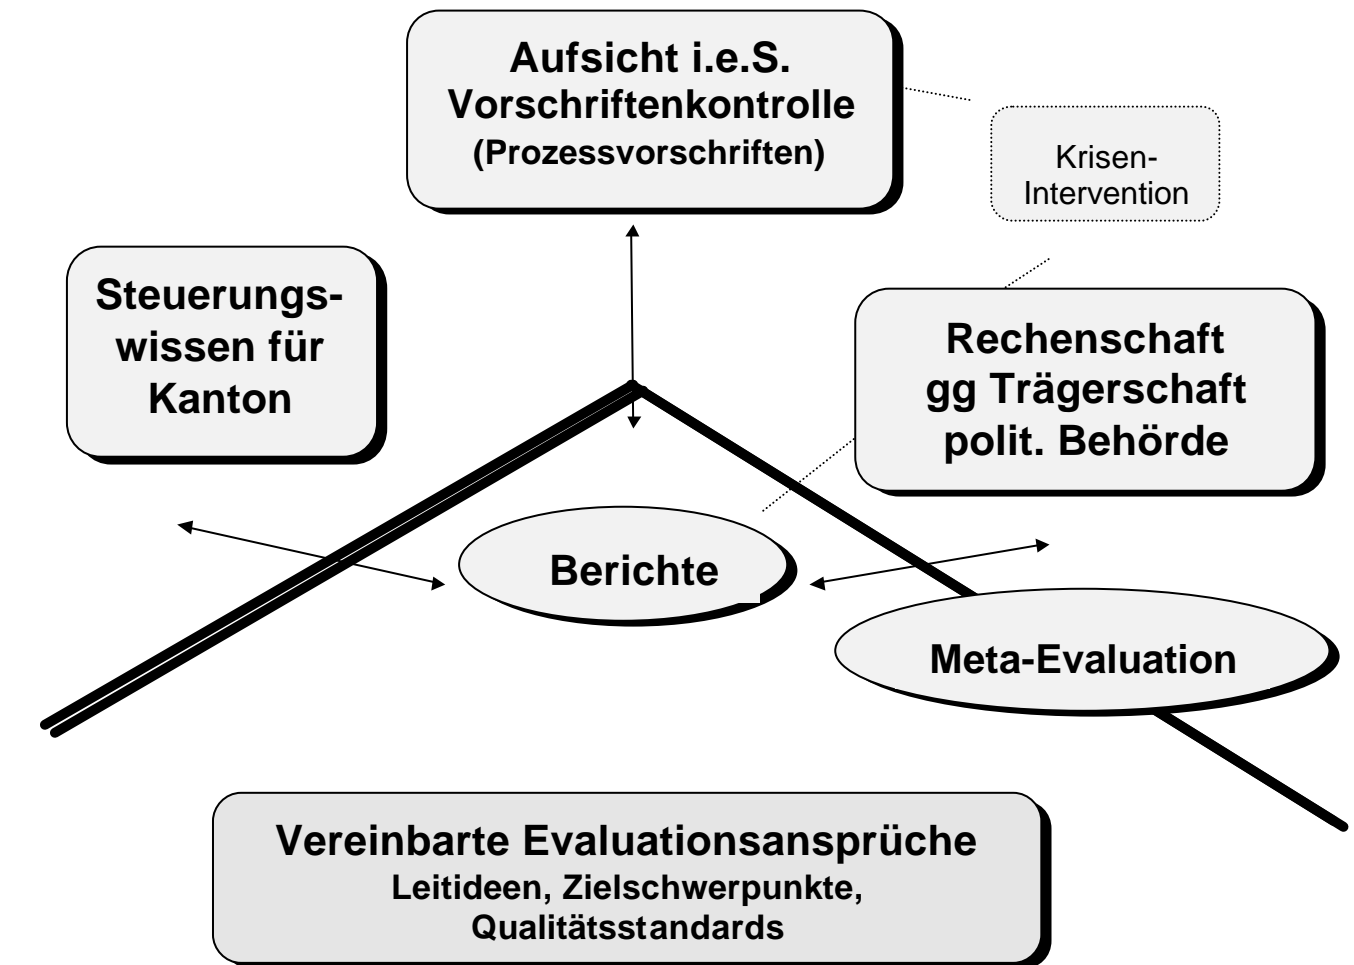 Aufsicht i.e.S.
Vorschriftenkontrolle
(Prozessvorschriften)
Krisen-
Intervention
Steuerungs-
wissen für
Kanton
Rechenschaft
gg Trägerschaft
polit. Behörde
Berichte
Meta-Evaluation
Vereinbarte Evaluationsansprüche
Leitideen, Zielschwerpunkte,
Qualitätsstandards